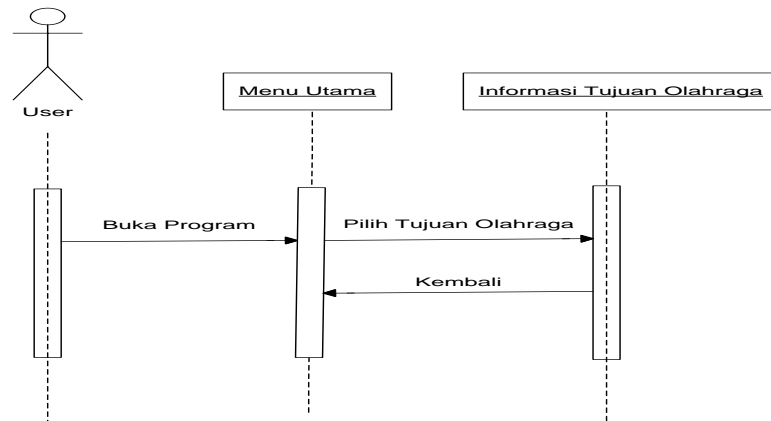 User
Menu Utama
Informasi Tujuan Olahraga
Buka Program
Pilih Tujuan Olahraga
Kembali